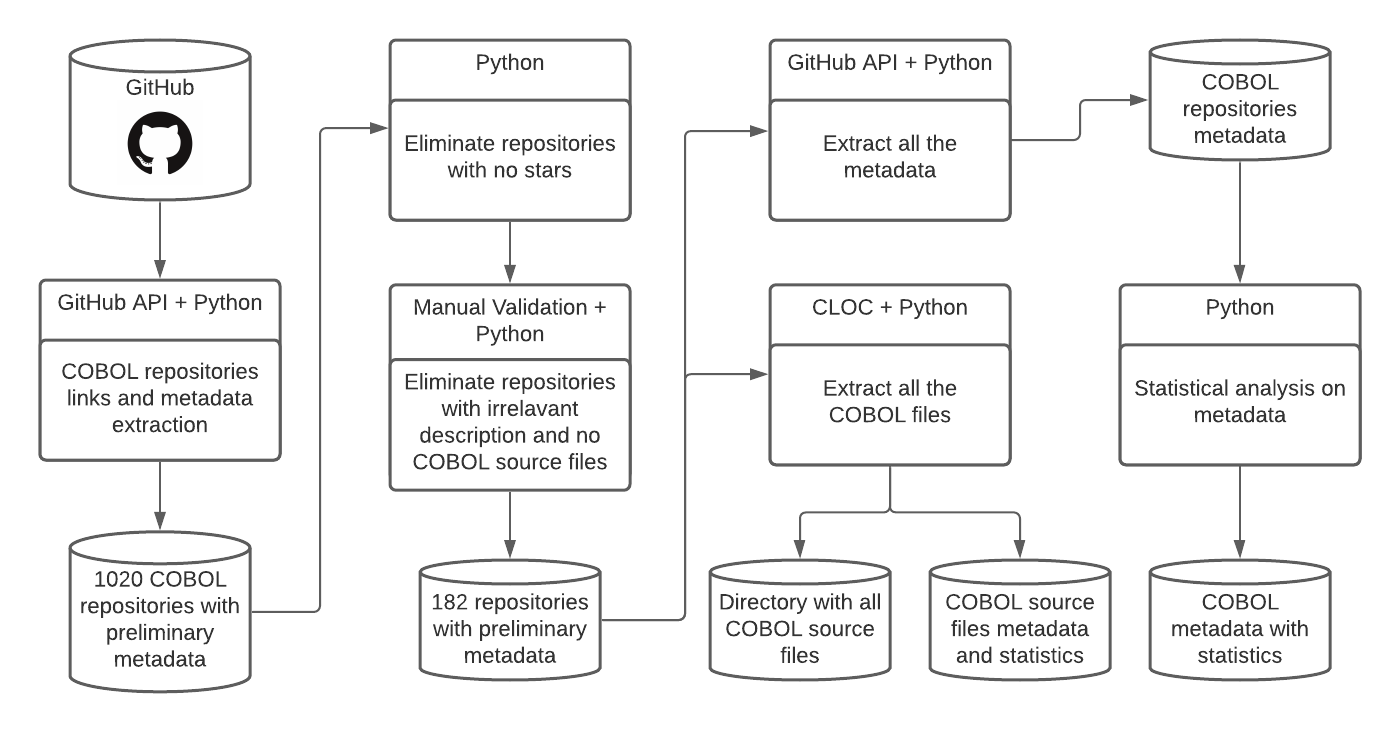 GitHub
GitHub API + Python
COBOL repositories
links and metadata
extraction
1020 COBOL
repositories with
preliminary
metadata
Python
Eliminate repositories
with no stars
Manual Validation +
Python
Eliminate repositories
with irrelavant
description and no
COBOL source files
182 repositories
with preliminary
metadata
GitHub API + Python
Extract all the
metadata
CLOC + Python
Extract all the
COBOL files
Directory with all
COBOL source
files
COBOL source
files metadata
and statistics
COBOL
repositories
metadata
Python
Statistical analysis on
metadata
COBOL
metadata with
statistics